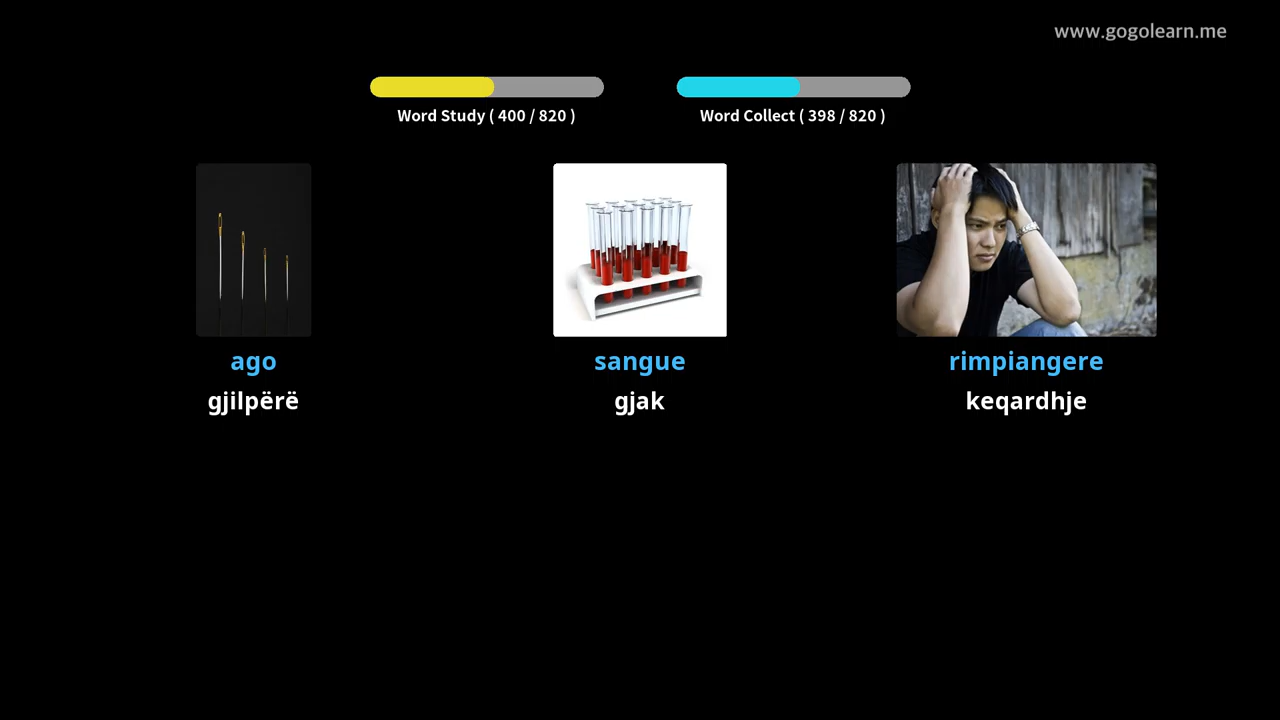 www.gogolearn.me
Word Study ( 400 / 820 )
Word Collect ( 398 / 820 )
ago
sangue
rimpiangere
gjilpërë
gjak
keqardhje